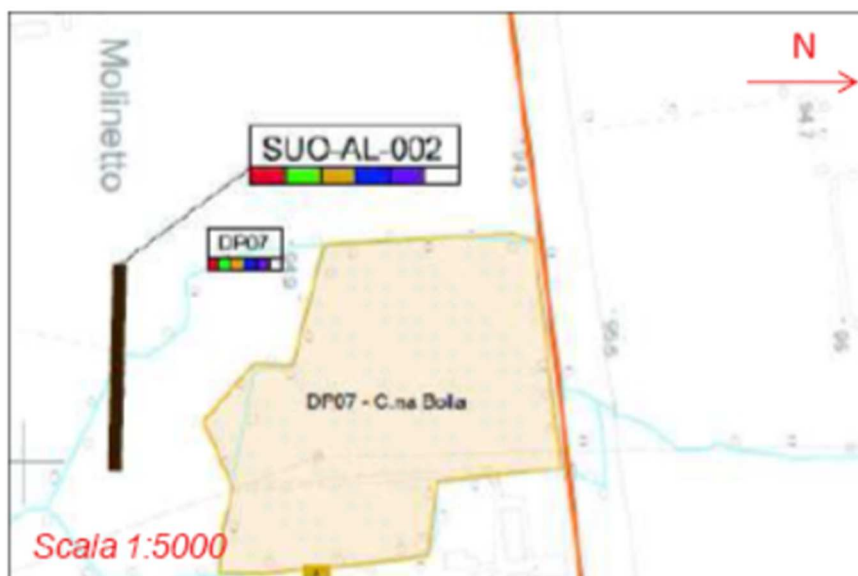 N
Molinetto
SUO-AL-002
DP07
DP07 - C.na Bolla
Scala 1:5000